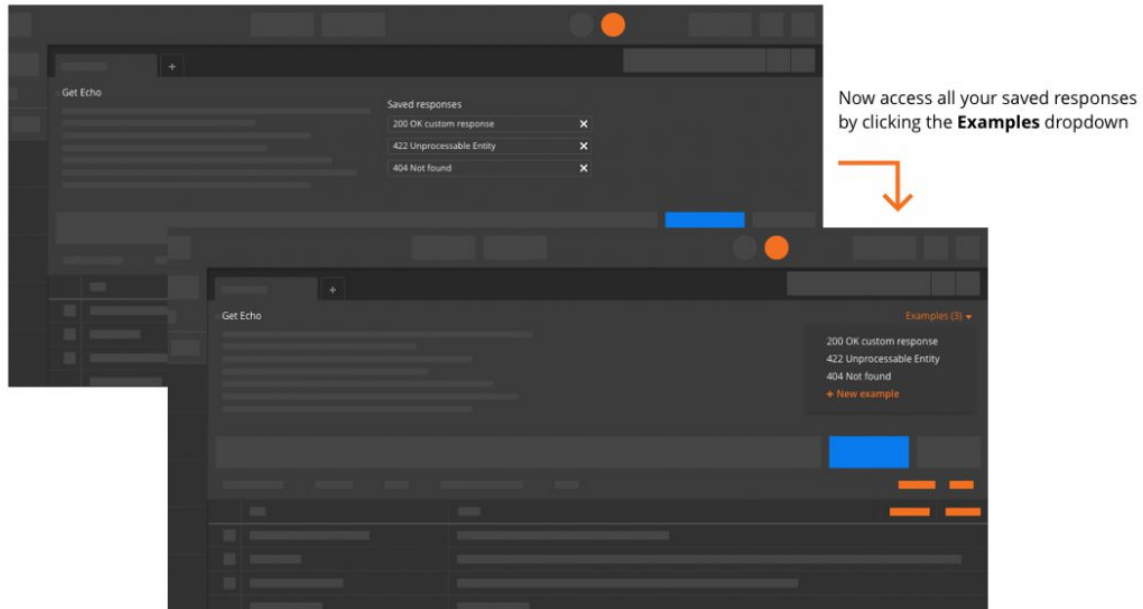 +
Get Echo
Saved responses
200 OK custom response ×
422 Unprocessable Entity ×
404 Not found ×
Now access all your saved responses
by clicking the Examples dropdown
+
Get Echo
Examples (3)
200 OK custom response
422 Unprocessable Entity
404 Not found
+ New example